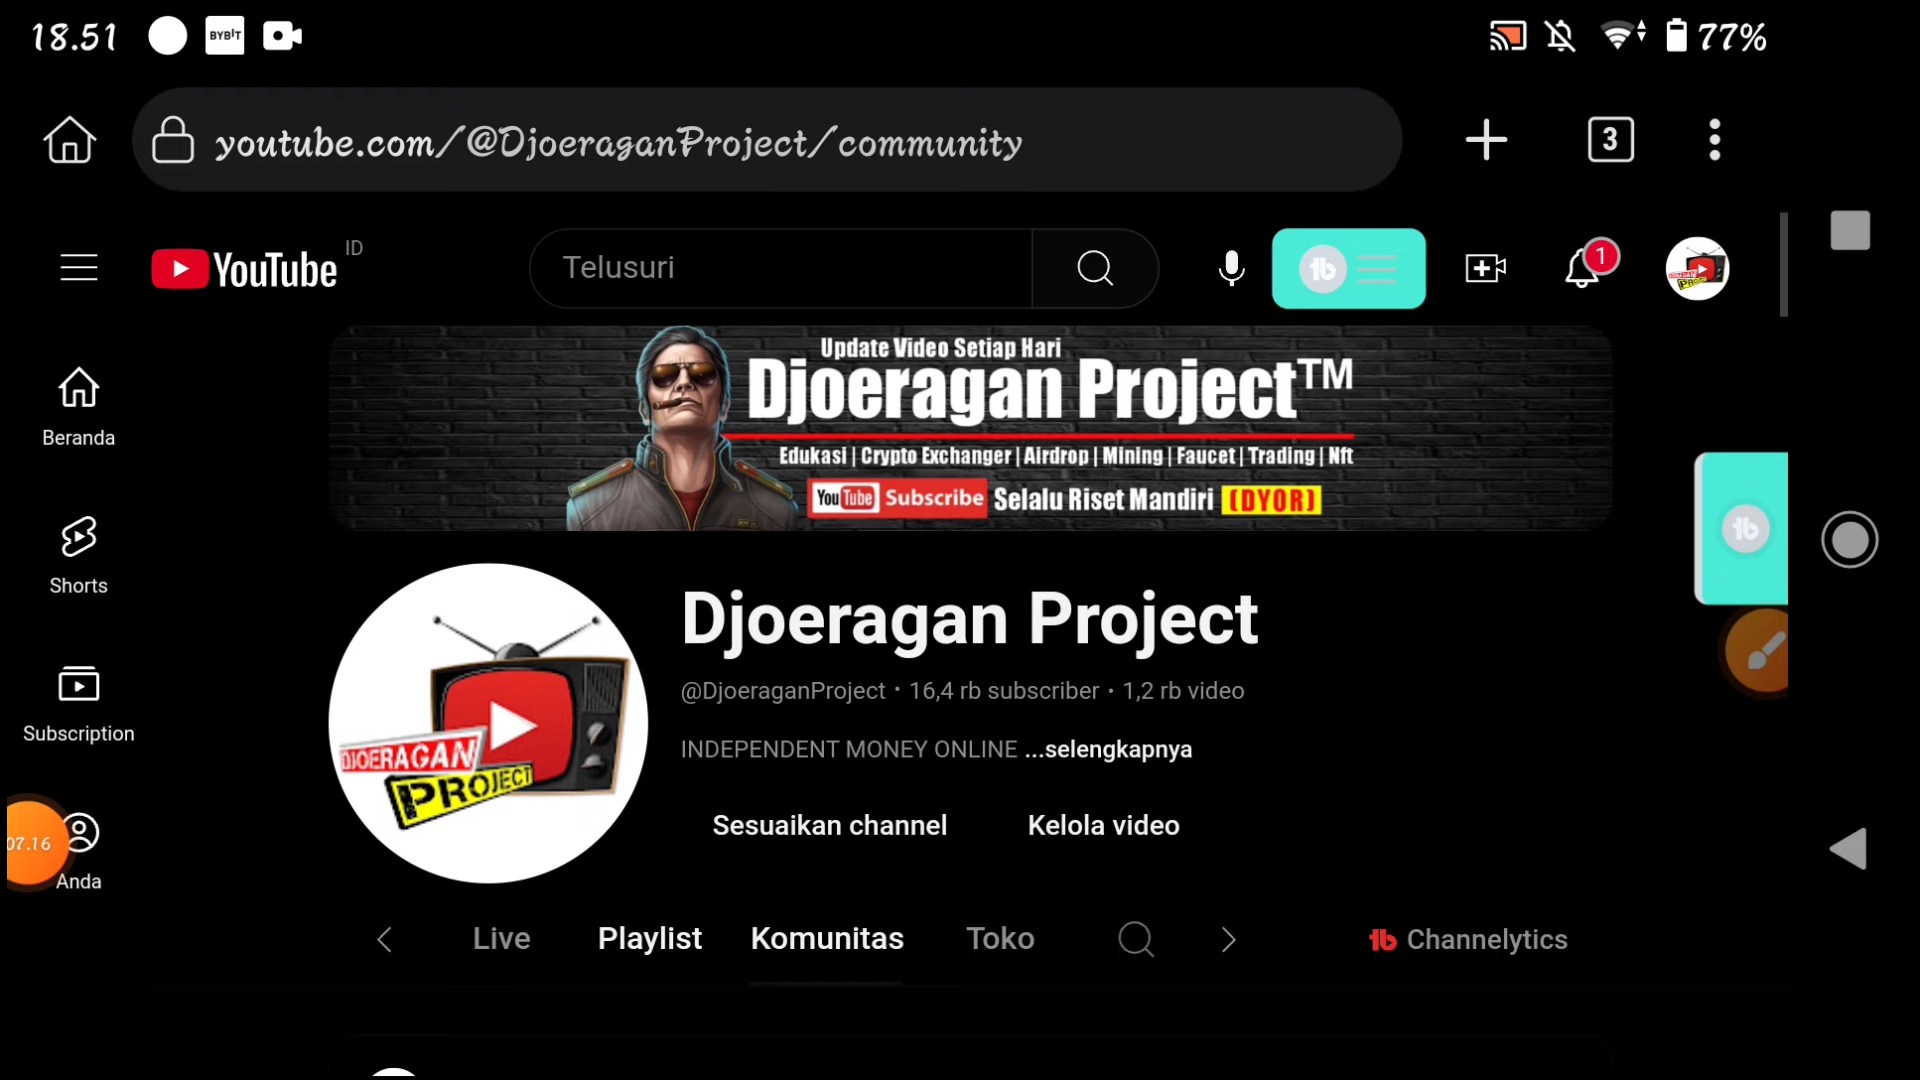 18.51
BYBIT
77%
youtube.com/@DjoeraganProject/community
3
YouTube
ID
Telusuri
1
Update Video Setiap Hari
Djoeragan Project™
Edukasi | Crypto Exchanger | Airdrop | Mining | Faucet | Trading | Nft
YouTube Subscribe Selalu Riset Mandiri (DYOR)
Beranda
Shorts
Subscription
07.16
Anda
DJOERAGAN
PROJECT
Djoeragan Project
@DjoeraganProject • 16,4 rb subscriber • 1,2 rb video
INDEPENDENT MONEY ONLINE ...selengkapnya
Sesuaikan channel
Kelola video
Live
Playlist
Komunitas
Toko
Channelytics